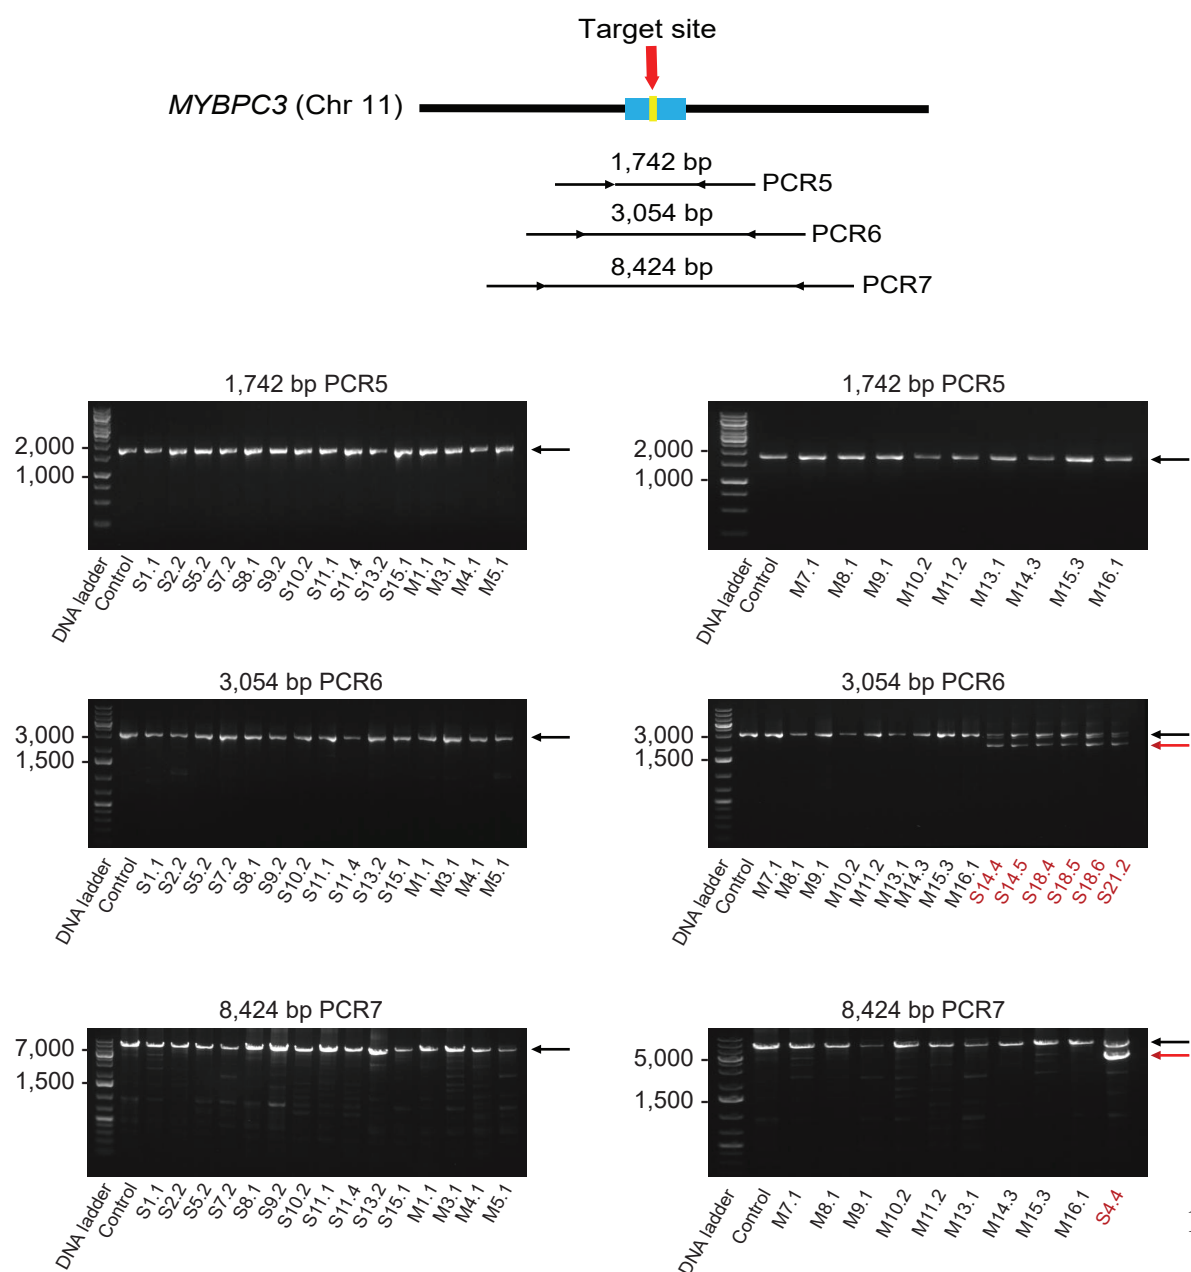 Target site
MYBPC3 (Chr 11)
1,742 bp
PCR5
3,054 bp
PCR6
8,424 bp
PCR7
1,742 bp PCR5
2,000
1,000
DNA ladder
Control
S1.1
S2.2
S5.2
S7.2
S8.1
S9.2
S10.2
S11.1
S11.4
S13.2
S15.1
M1.1
M3.1
M4.1
M5.1
1,742 bp PCR5
2,000
1,000
DNA ladder
Control
M7.1
M8.1
M9.1
M10.2
M11.2
M13.1
M14.3
M15.3
M16.1
3,054 bp PCR6
3,000
1,500
DNA ladder
Control
S1.1
S2.2
S5.2
S7.2
S8.1
S9.2
S10.2
S11.1
S11.4
S13.2
S15.1
M1.1
M3.1
M4.1
M5.1
3,054 bp PCR6
3,000
1,500
DNA ladder
Control
M7.1
M8.1
M9.1
M10.2
M11.2
M13.1
M14.3
M15.3
M16.1
S14.4
S14.5
S18.4
S18.5
S18.6
S21.2
8,424 bp PCR7
7,000
1,500
DNA ladder
Control
S1.1
S2.2
S5.2
S7.2
S8.1
S9.2
S10.2
S11.1
S11.4
S13.2
S15.1
M1.1
M3.1
M4.1
M5.1
8,424 bp PCR7
5,000
1,500
DNA ladder
Control
M7.1
M8.1
M9.1
M10.2
M11.2
M13.1
M14.3
M15.3
M16.1
S4.4